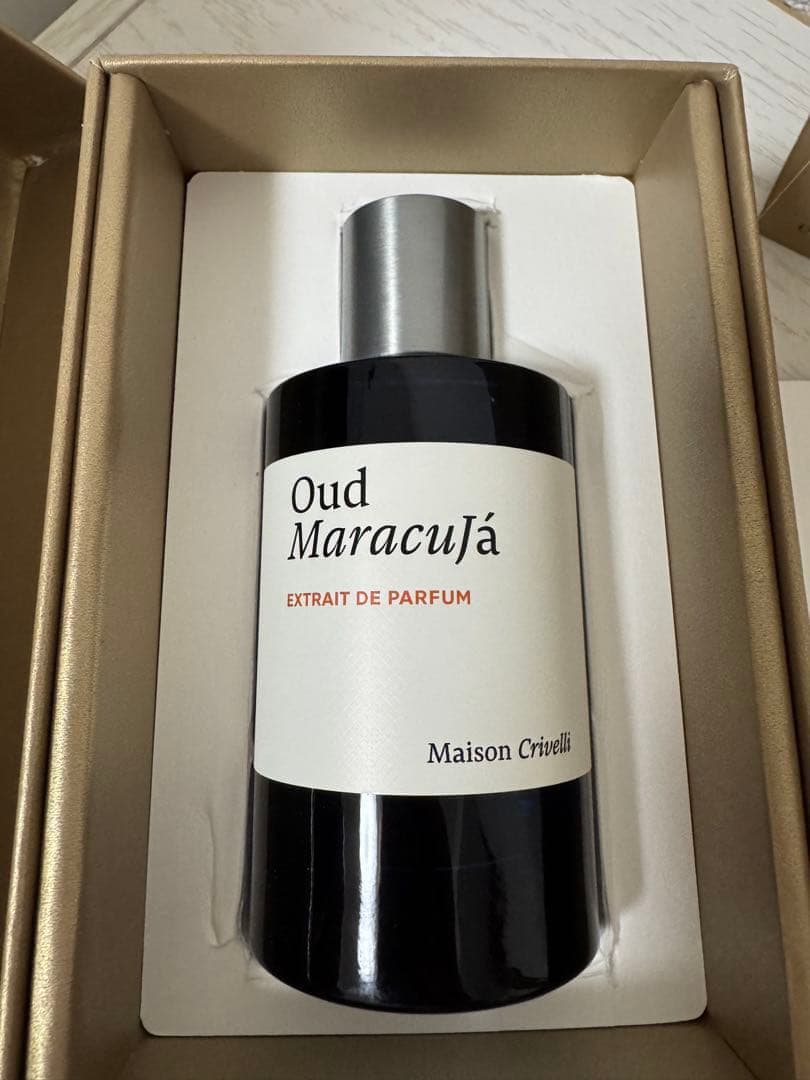 Oud
MaracuJá
EXTRAIT DE PARFUM
Maison Crivelli